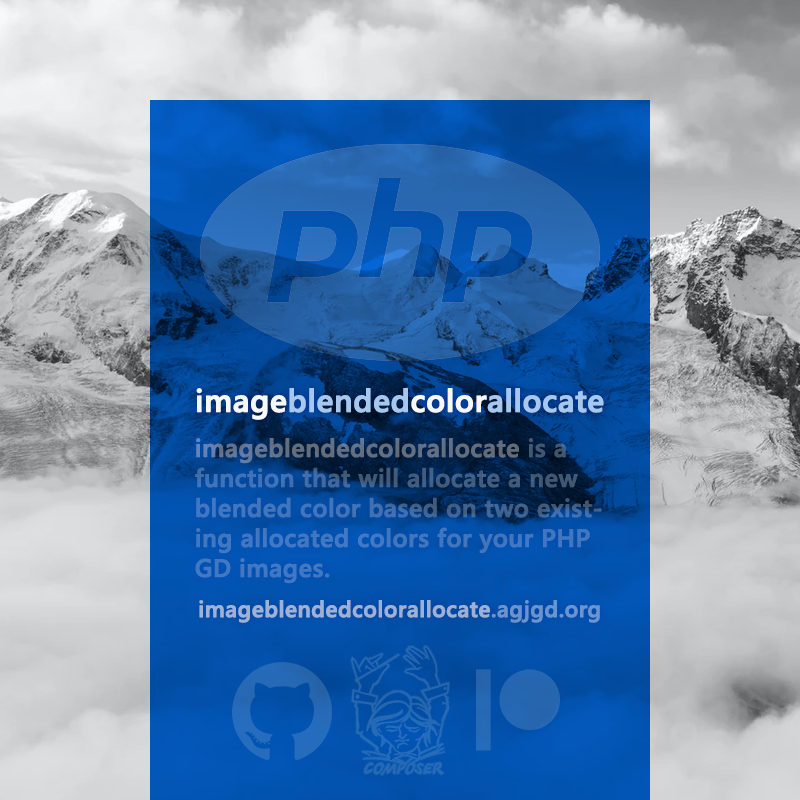 php
imageblendedcolorallocate
imageblendedcolorallocate is a
function that will allocate a new
blended color based on two exist-
ing allocated colors for your PHP
GD images.
imageblendedcolorallocate.agjgd.org
COMPOSER